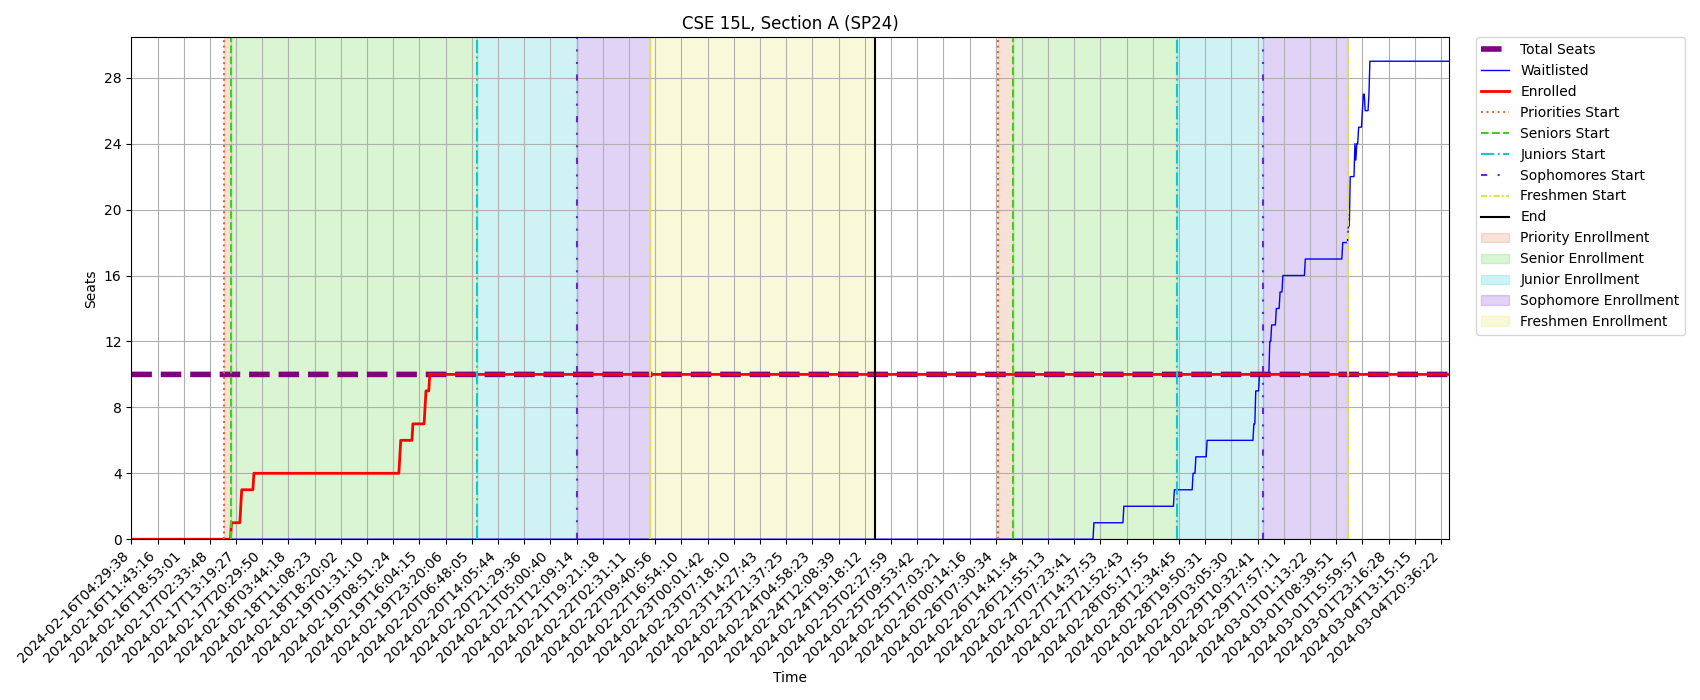 CSE 15L, Section A (SP24)
Seats
28
24
20
16
12
8
4
0
2024-02-16T04:29:38
2024-02-16T11:43:16
2024-02-16T18:53:01
2024-02-17T02:33:48
2024-02-17T13:19:27
2024-02-17T20:29:50
2024-02-18T03:44:18
2024-02-18T11:08:23
2024-02-18T18:20:02
2024-02-19T01:31:10
2024-02-19T08:51:24
2024-02-19T16:04:15
2024-02-19T23:20:06
2024-02-20T06:48:05
2024-02-20T14:05:44
2024-02-20T21:29:36
2024-02-21T05:00:40
2024-02-21T12:09:14
2024-02-21T19:21:18
2024-02-22T02:31:11
2024-02-22T09:40:56
2024-02-22T16:54:10
2024-02-23T00:01:42
2024-02-23T07:18:10
2024-02-23T14:27:43
2024-02-23T21:37:25
2024-02-24T04:58:23
2024-02-24T12:08:39
2024-02-24T19:18:12
2024-02-25T02:27:59
2024-02-25T09:53:42
2024-02-25T17:03:21
2024-02-26T00:14:16
2024-02-26T07:30:34
2024-02-26T14:41:54
2024-02-26T21:55:13
2024-02-27T07:23:41
2024-02-27T14:37:53
2024-02-27T21:52:43
2024-02-28T05:17:55
2024-02-28T12:34:45
2024-02-28T19:50:31
2024-02-29T03:05:30
2024-02-29T10:32:41
2024-02-29T17:57:11
2024-03-01T01:13:22
2024-03-01T08:39:51
2024-03-01T15:59:57
2024-03-01T23:16:28
2024-03-04T13:15:15
2024-03-04T20:36:22
Time
Total Seats
Waitlisted
Enrolled
Priorities Start
Seniors Start
Juniors Start
Sophomores Start
Freshmen Start
End
Priority Enrollment
Senior Enrollment
Junior Enrollment
Sophomore Enrollment
Freshmen Enrollment